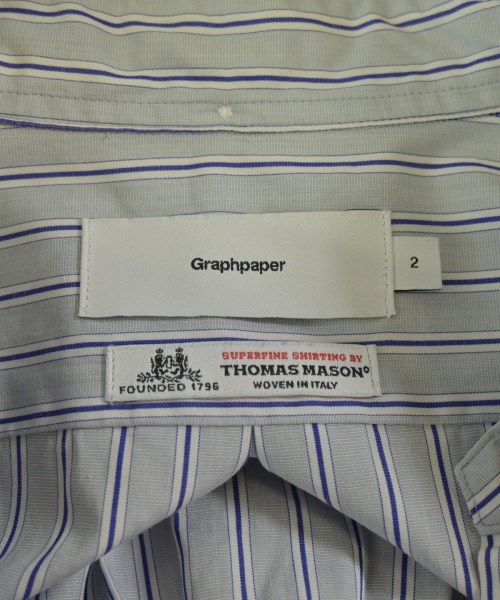 Graphpaper
2
SUPERFINE SHIRTING BY
THOMAS MASON®
FOUNDED 1796
WOVEN IN ITALY